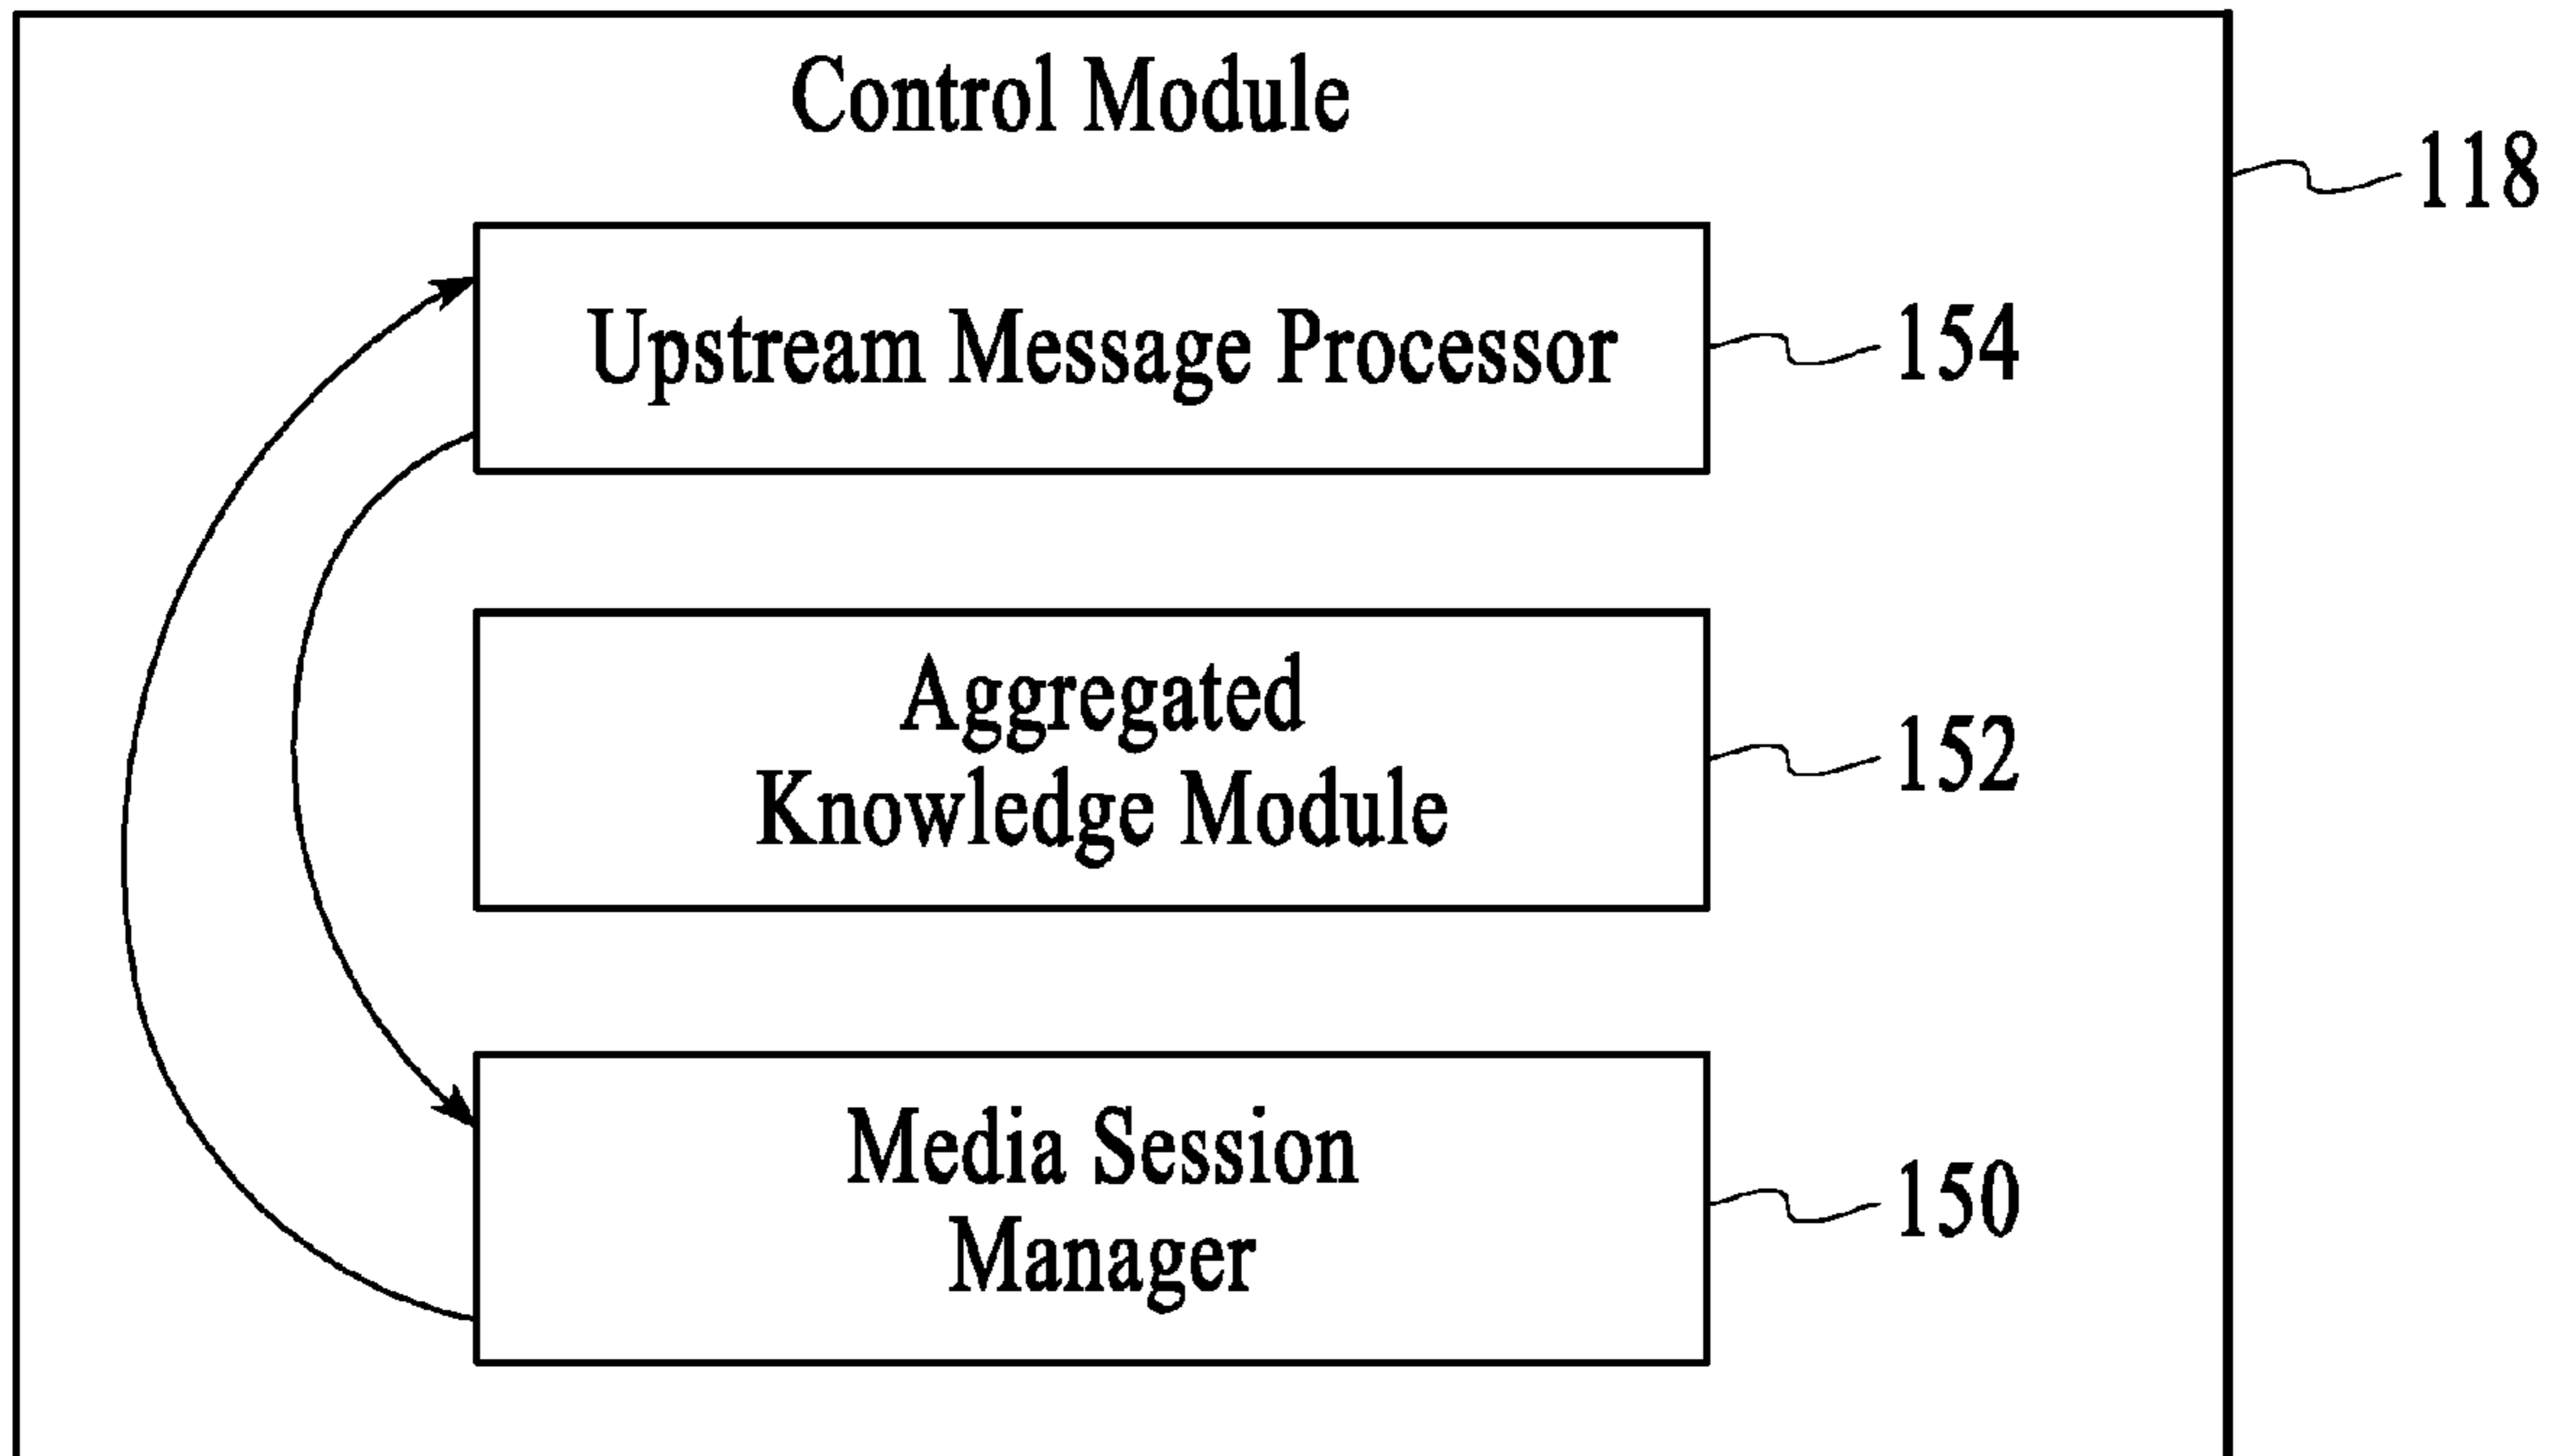 Control Module
118
Upstream Message Processor
154
Aggregated
Knowledge Module
152
Media Session
Manager
150